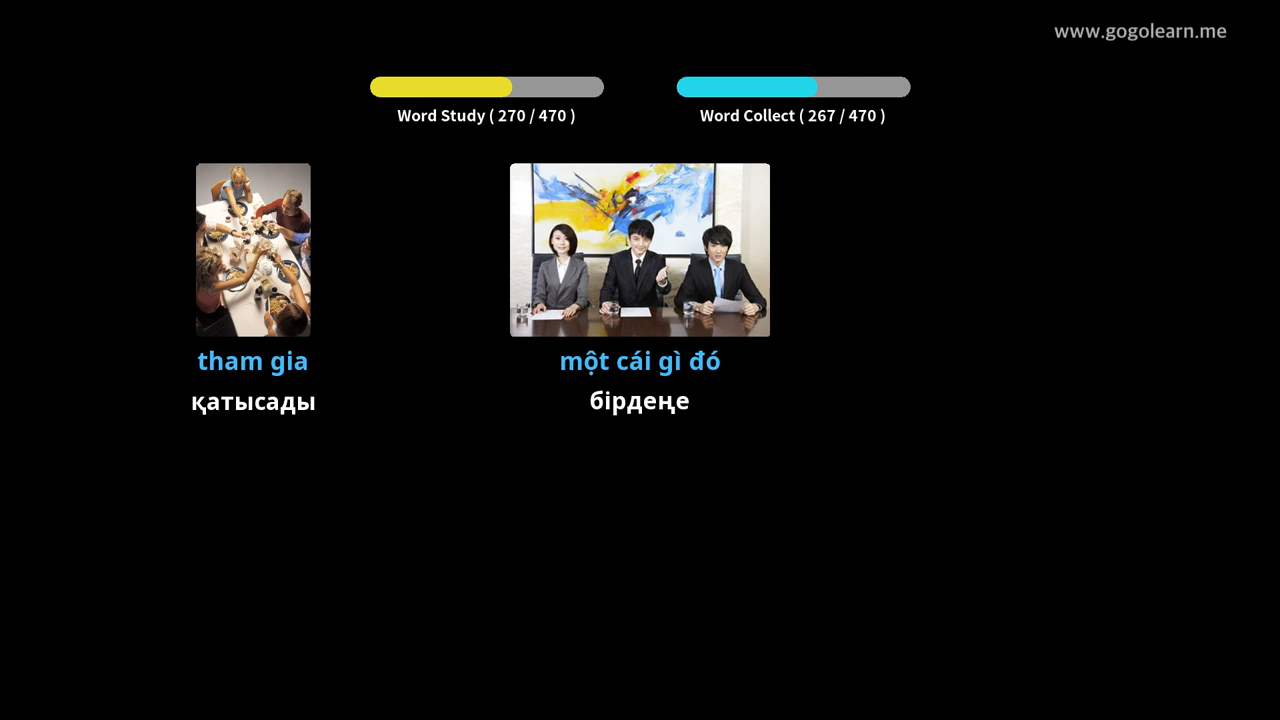 www.gogolearn.me
Word Study ( 270 / 470 )
Word Collect ( 267 / 470 )
tham gia
қатысады
một cái gì đó
бірдеңе